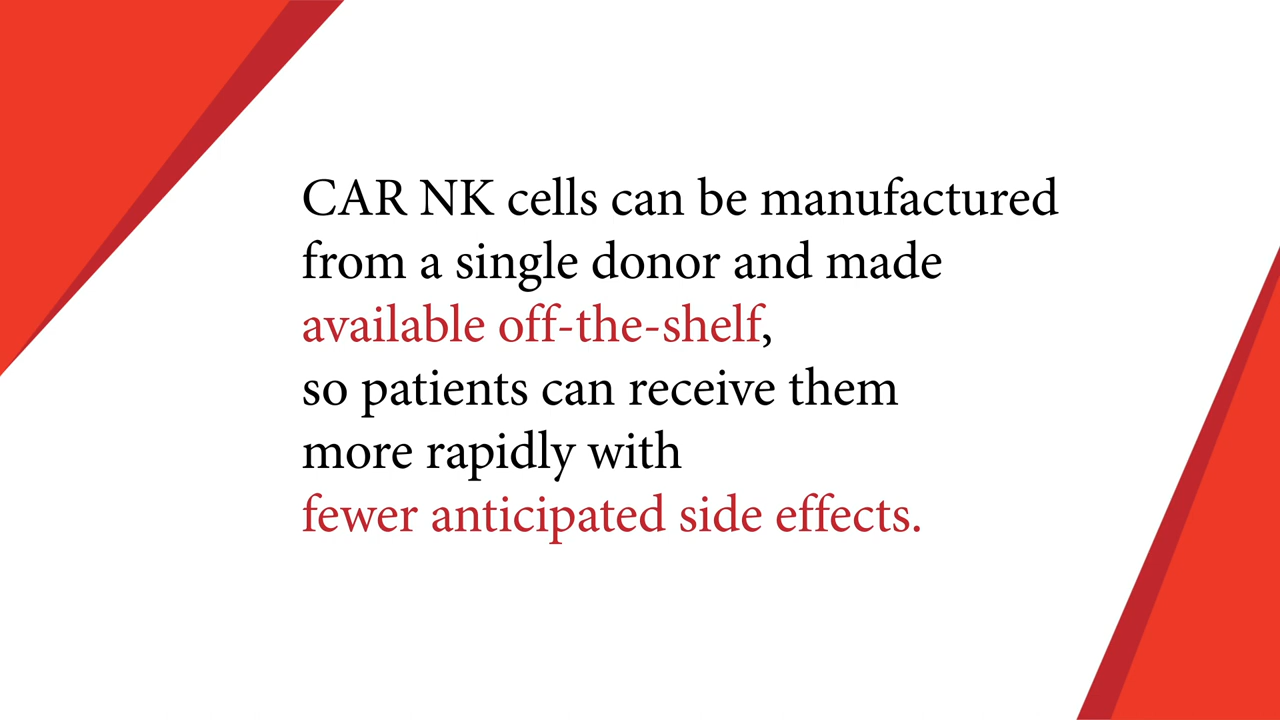 CAR NK cells can be manufactured
from a single donor and made
available off-the-shelf,
so patients can receive them
more rapidly with
fewer anticipated side effects.